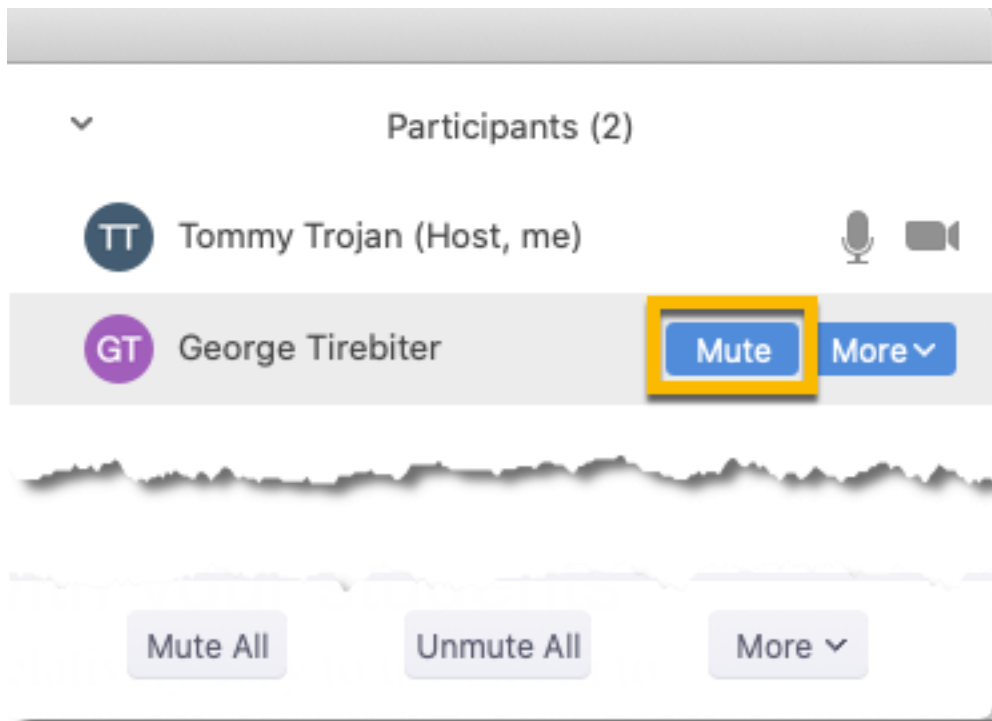 Participants (2)
TT Tommy Trojan (Host, me)
GT George Tirebiter Mute More
Mute All Unmute All More